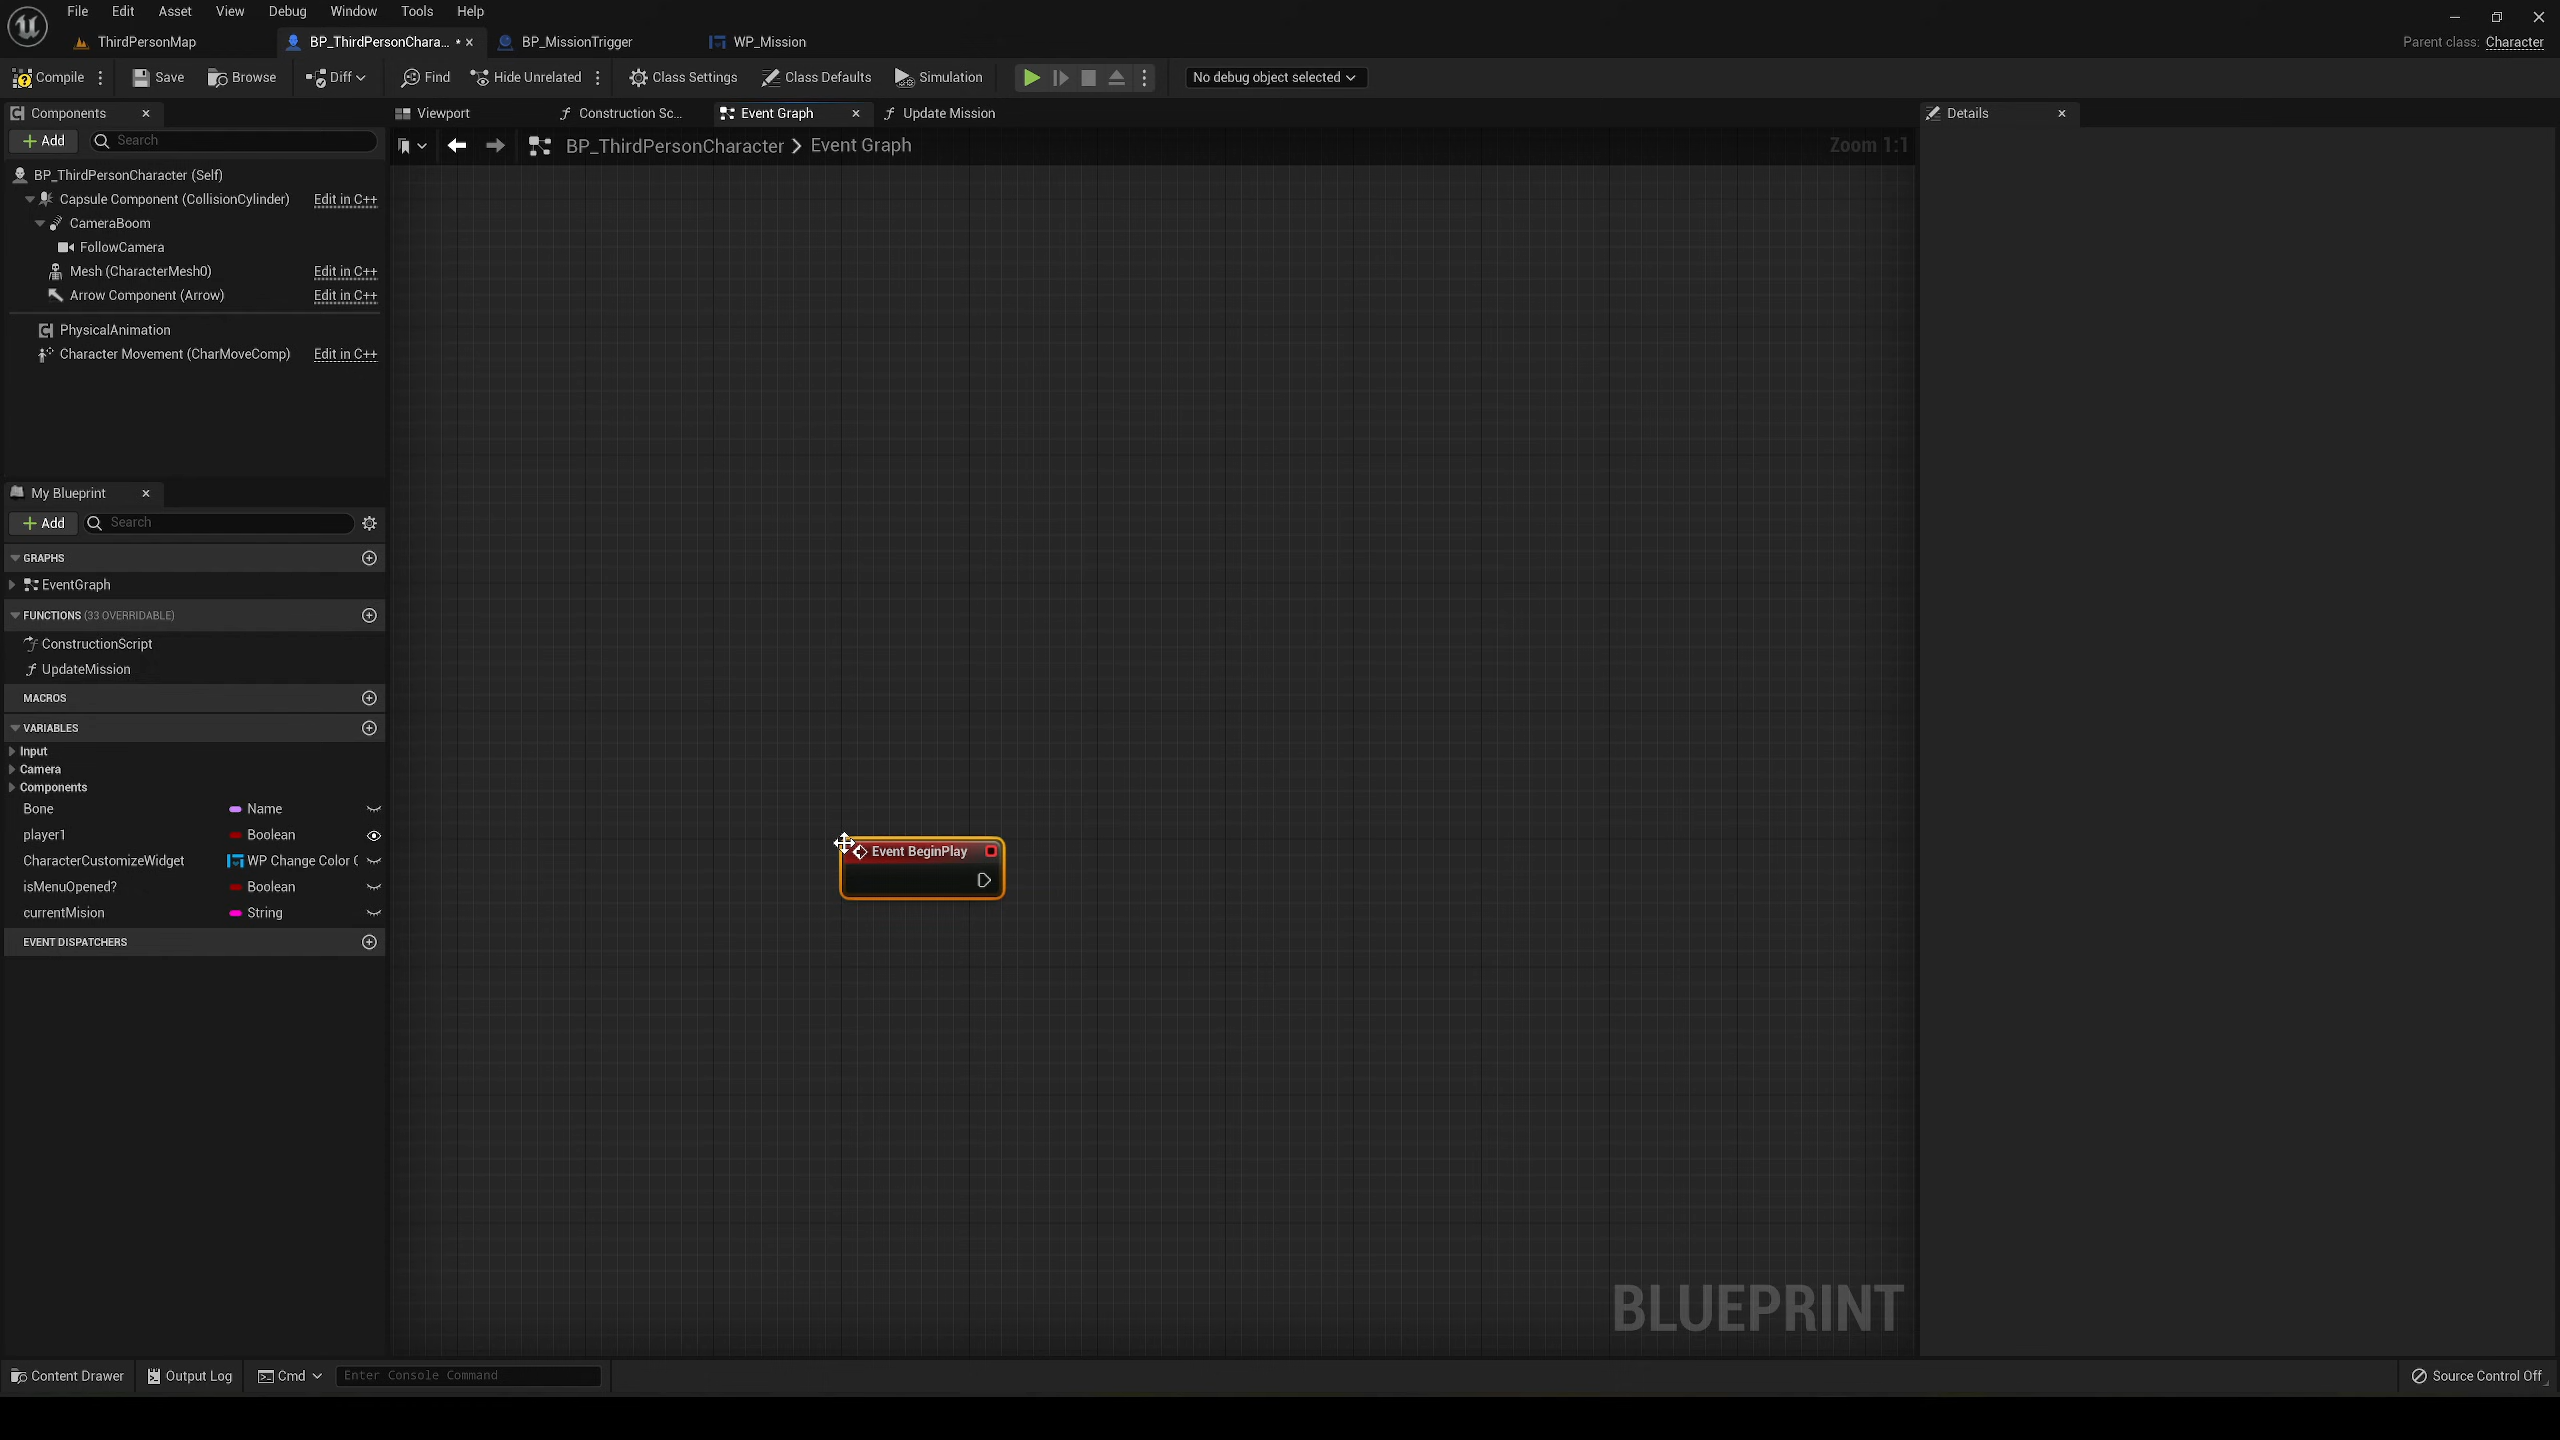 File Edit Asset View Debug Window Tools Help
ThirdPersonMap BP_ThirdPersonChara... BP_MissionTrigger WP_Mission Parent class: Character
Compile Save Browse Diff Find Hide Unrelated Class Settings Class Defaults Simulation No debug object selected
Components Viewport Construction Sc... Event Graph Update Mission Details
Add Search BP_ThirdPersonCharacter > Event Graph Zoom 1:1
BP_ThirdPersonCharacter (Self)
Capsule Component (CollisionCylinder) Edit in C++
CameraBoom
FollowCamera
Mesh (CharacterMesh0) Edit in C++
Arrow Component (Arrow) Edit in C++
PhysicalAnimation
Character Movement (CharMoveComp) Edit in C++
My Blueprint
Add Search
GRAPHS
EventGraph
FUNCTIONS (33 OVERRIDABLE)
ConstructionScript
UpdateMission
MACROS
VARIABLES
Input
Camera
Components
Bone Name
player1 Boolean
CharacterCustomizeWidget WP Change Color C
isMenuOpened? Boolean
currentMision String
EVENT DISPATCHERS
Event BeginPlay
BLUEPRINT
Content Drawer Output Log Cmd Enter Console Command Source Control Off